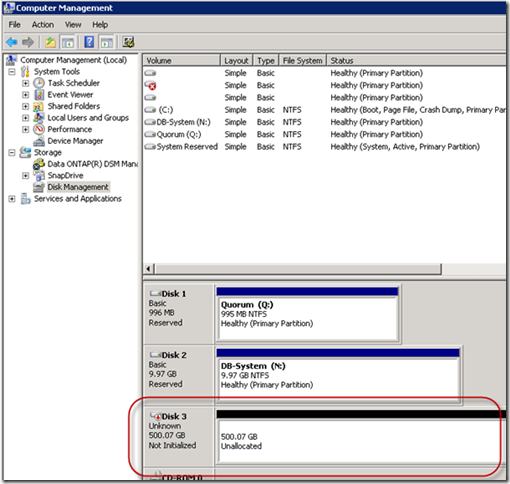 Computer Management
File Action View Help
Computer Management (Local)
System Tools
Task Scheduler
Event Viewer
Shared Folders
Local Users and Groups
Performance
Device Manager
Storage
Data ONTAP(R) DSM Mana
SnapDrive
Disk Management
Services and Applications
Volume Layout Type File System Status
Simple Basic Healthy (Primary Partition)
Simple Basic Healthy (Primary Partition)
Simple Basic Healthy (Primary Partition)
(C:) Simple Basic NTFS Healthy (Boot, Page File, Crash Dump, Primary Par
DB-System (N:) Simple Basic NTFS Healthy (Primary Partition)
Quorum (Q:) Simple Basic NTFS Healthy (Primary Partition)
System Reserved Simple Basic NTFS Healthy (System, Active, Primary Partition)
Disk 1
Basic
996 MB
Reserved
Quorum (Q:)
995 MB NTFS
Healthy (Primary Partition)
Disk 2
Basic
9.97 GB
Reserved
DB-System (N:)
9.97 GB NTFS
Healthy (Primary Partition)
Disk 3
Unknown
500.07 GB
Not Initialized
500.07 GB
Unallocated
CD-ROM 0